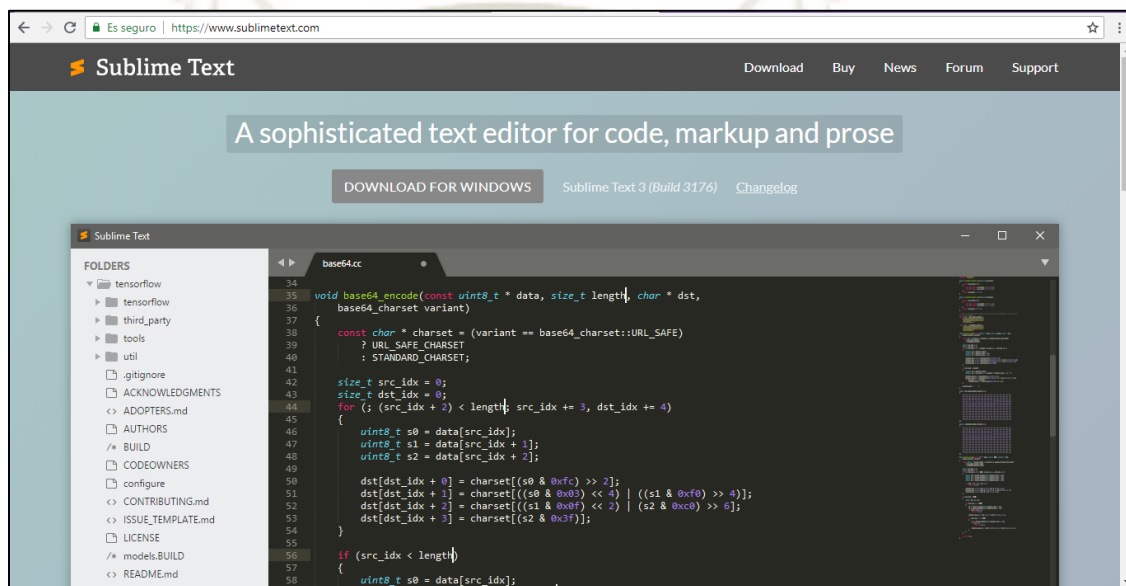 Es seguro | https://www.sublimetext.com
Sublime Text
Download Buy News Forum Support
A sophisticated text editor for code, markup and prose
DOWNLOAD FOR WINDOWS Sublime Text 3 (Build 3176) Changelog
Sublime Text
FOLDERS
tensorflow
tensorflow
third_party
tools
util
.gitignore
ACKNOWLEDGMENTS
<> ADOPTERS.md
AUTHORS
/* BUILD
CODEOWNERS
configure
<> CONTRIBUTING.md
<> ISSUE_TEMPLATE.md
LICENSE
/* models.BUILD
<> README.md
base64.cc
34
35 void base64_encode(const uint8_t * data, size_t length, char * dst,
36     base64_charset variant)
37 {
38     const char * charset = (variant == base64_charset::URL_SAFE)
39         ? URL_SAFE_CHARSET
40         : STANDARD_CHARSET;
41
42     size_t src_idx = 0;
43     size_t dst_idx = 0;
44     for (; (src_idx + 2) < length; src_idx += 3, dst_idx += 4)
45     {
46         uint8_t s0 = data[src_idx];
47         uint8_t s1 = data[src_idx + 1];
48         uint8_t s2 = data[src_idx + 2];
49
50         dst[dst_idx + 0] = charset[(s0 & 0xfc) >> 2];
51         dst[dst_idx + 1] = charset[((s0 & 0x03) << 4) | ((s1 & 0xf0) >> 4)];
52         dst[dst_idx + 2] = charset[((s1 & 0x0f) << 2) | (s2 & 0xc0) >> 6];
53         dst[dst_idx + 3] = charset[(s2 & 0x3f)];
54     }
55
56     if (src_idx < length)
57     {
58         uint8_t s0 = data[src_idx];